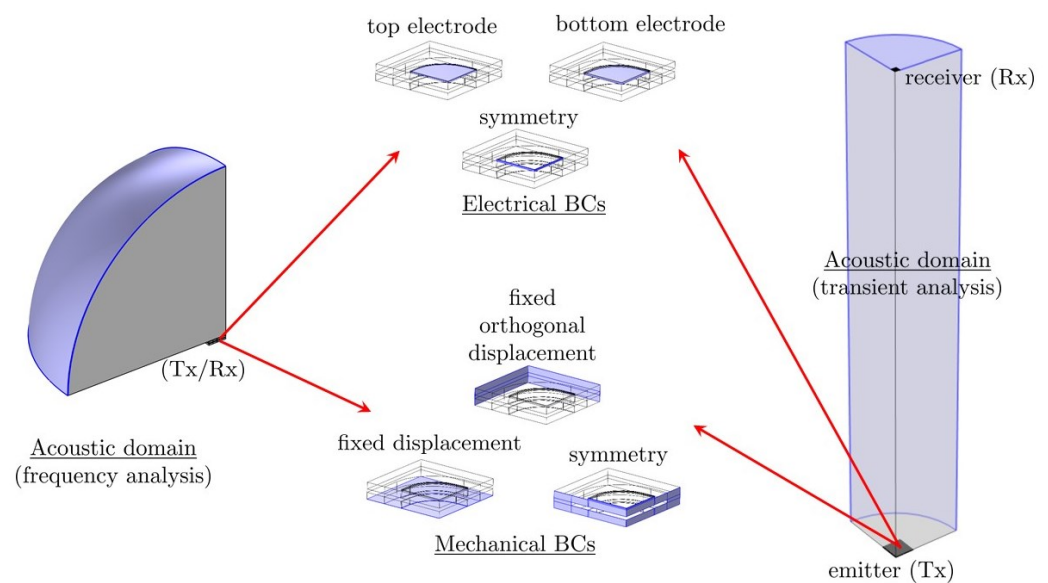 top electrode
bottom electrode
symmetry
Electrical BCs
receiver (Rx)
Acoustic domain
(transient analysis)
fixed
orthogonal
displacement
(Tx/Rx)
Acoustic domain
(frequency analysis)
fixed displacement
symmetry
Mechanical BCs
emitter (Tx)